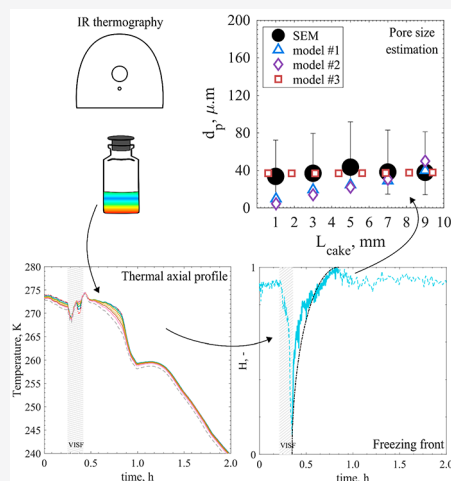 IR thermography
SEM
model #1
model #2
model #3
Pore size
estimation
200
160
120
80
40
0
d_p, μ.m
0 1 2 3 4 5 6 7 8 9 10
L_cake, mm
Thermal axial profile
280
275
270
265
260
255
250
245
240
Temperature, K
VISF
0 0.5 1.0 1.5 2.0
time, h
1
0
H, -
VISF
Freezing front
0 0.5 1.0 1.5 2.0
time, h